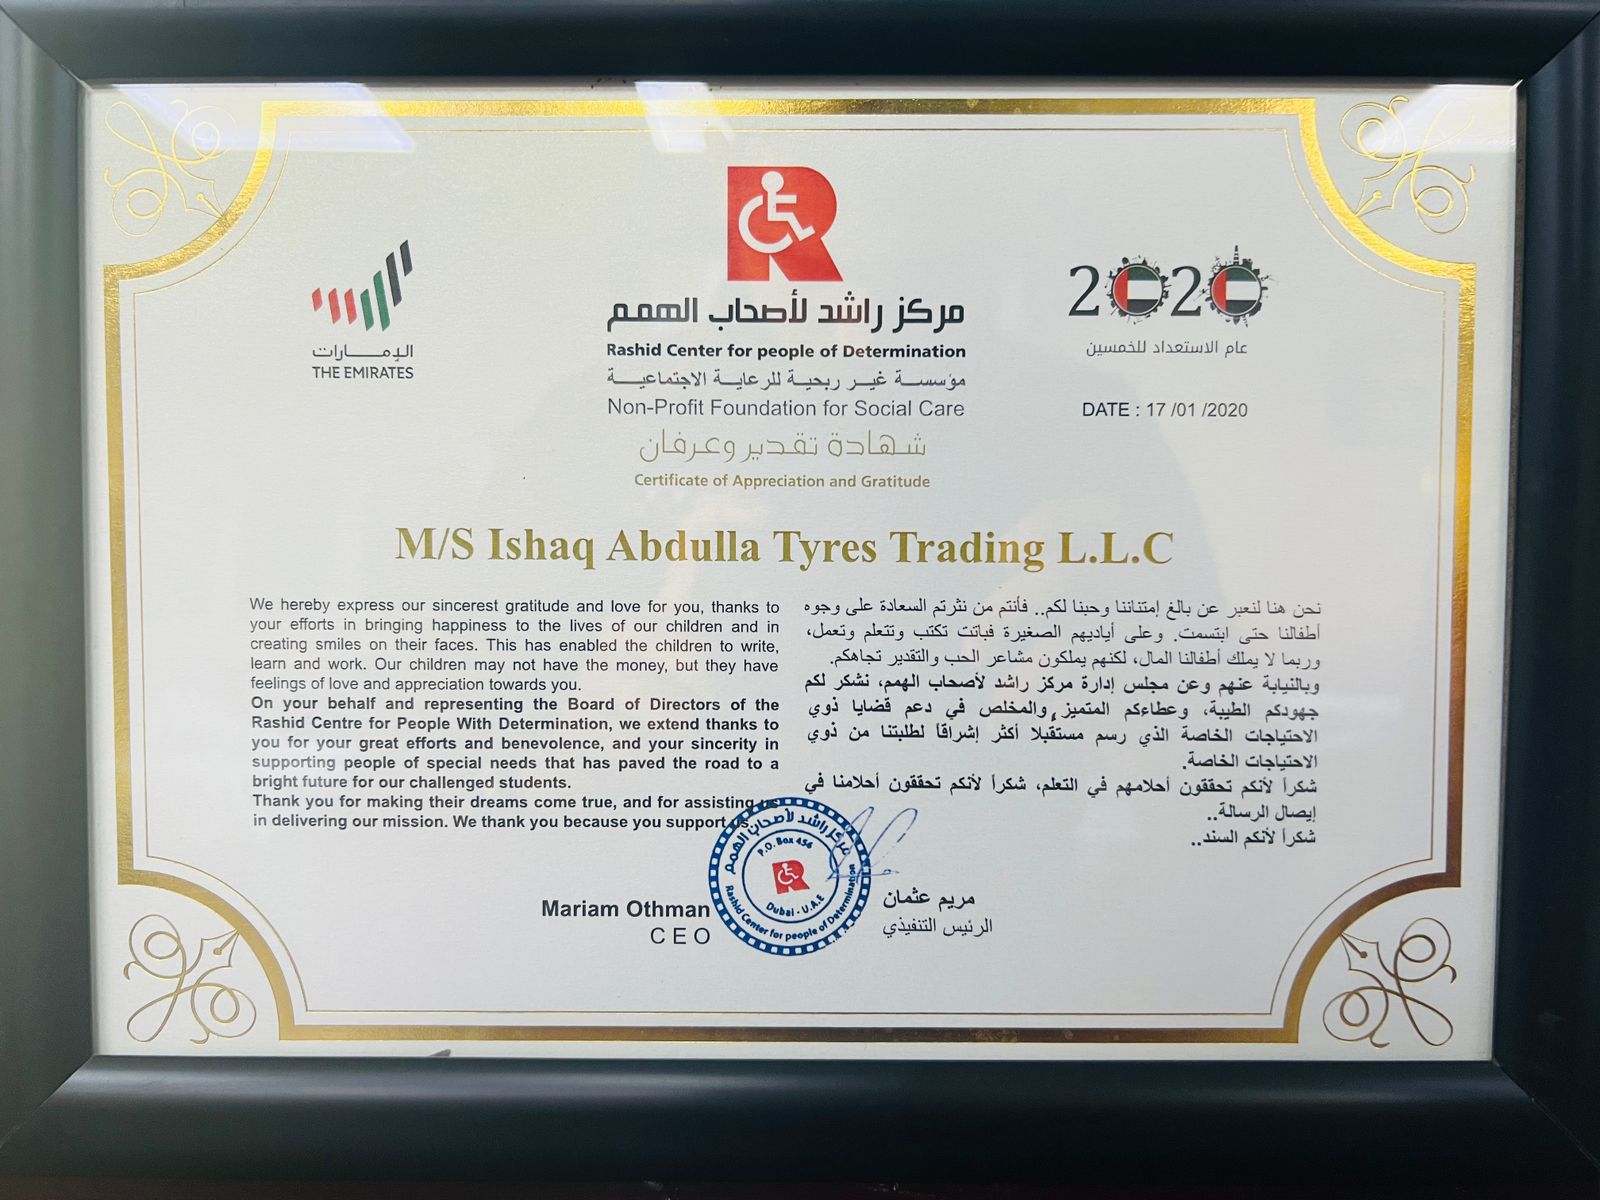 الإمارات
THE EMIRATES
مركز راشد لأصحاب الهمم
Rashid Center for people of Determination
مؤسسة غير ربحية للرعاية الاجتماعية
Non-Profit Foundation for Social Care
2020
عام الاستعداد للخمسين
DATE : 17 /01 /2020
شهادة تقدير وعرفان
Certificate of Appreciation and Gratitude
M/S Ishaq Abdulla Tyres Trading L.L.C
We hereby express our sincerest gratitude and love for you, thanks to
your efforts in bringing happiness to the lives of our children and in
creating smiles on their faces. This has enabled the children to write,
learn and work. Our children may not have the money, but they have
feelings of love and appreciation towards you.
On your behalf and representing the Board of Directors of the
Rashid Centre for People With Determination, we extend thanks to
you for your great efforts and benevolence, and your sincerity in
supporting people of special needs that has paved the road to a
bright future for our challenged students.
Thank you for making their dreams come true, and for assisting us
in delivering our mission. We thank you because you support us.
نحن هنا لنعبر عن بالغ إمتناننا وحبنا لكم.. فأنتم من نثرتم السعادة على وجوه
أطفالنا حتى ابتسمت. وعلى أياديهم الصغيرة فباتت تكتب وتتعلم وتعمل،
وربما لا يملك أطفالنا المال، لكنهم يملكون مشاعر الحب والتقدير تجاهكم.
وبالنيابة عنهم وعن مجلس إدارة مركز راشد لأصحاب الهمم، نشكر لكم
جهودكم الطيبة، وعطاءكم المتميز والمخلص في دعم قضايا ذوي
الاحتياجات الخاصة الذي رسم مستقبلا أكثر إشراقاً لطلبتنا من ذوي
الاحتياجات الخاصة.
شكراً لأنكم تحققون أحلامهم في التعلم، شكراً لأنكم تحققون أحلامنا في
إيصال الرسالة..
شكراً لأنكم السند..
Mariam Othman
CEO
مركز راشد لأصحاب الهمم
P.O. Box 456
Dubai - U.A.E
Rashid Center for people of Determination
مريم عثمان
الرئيس التنفيذي